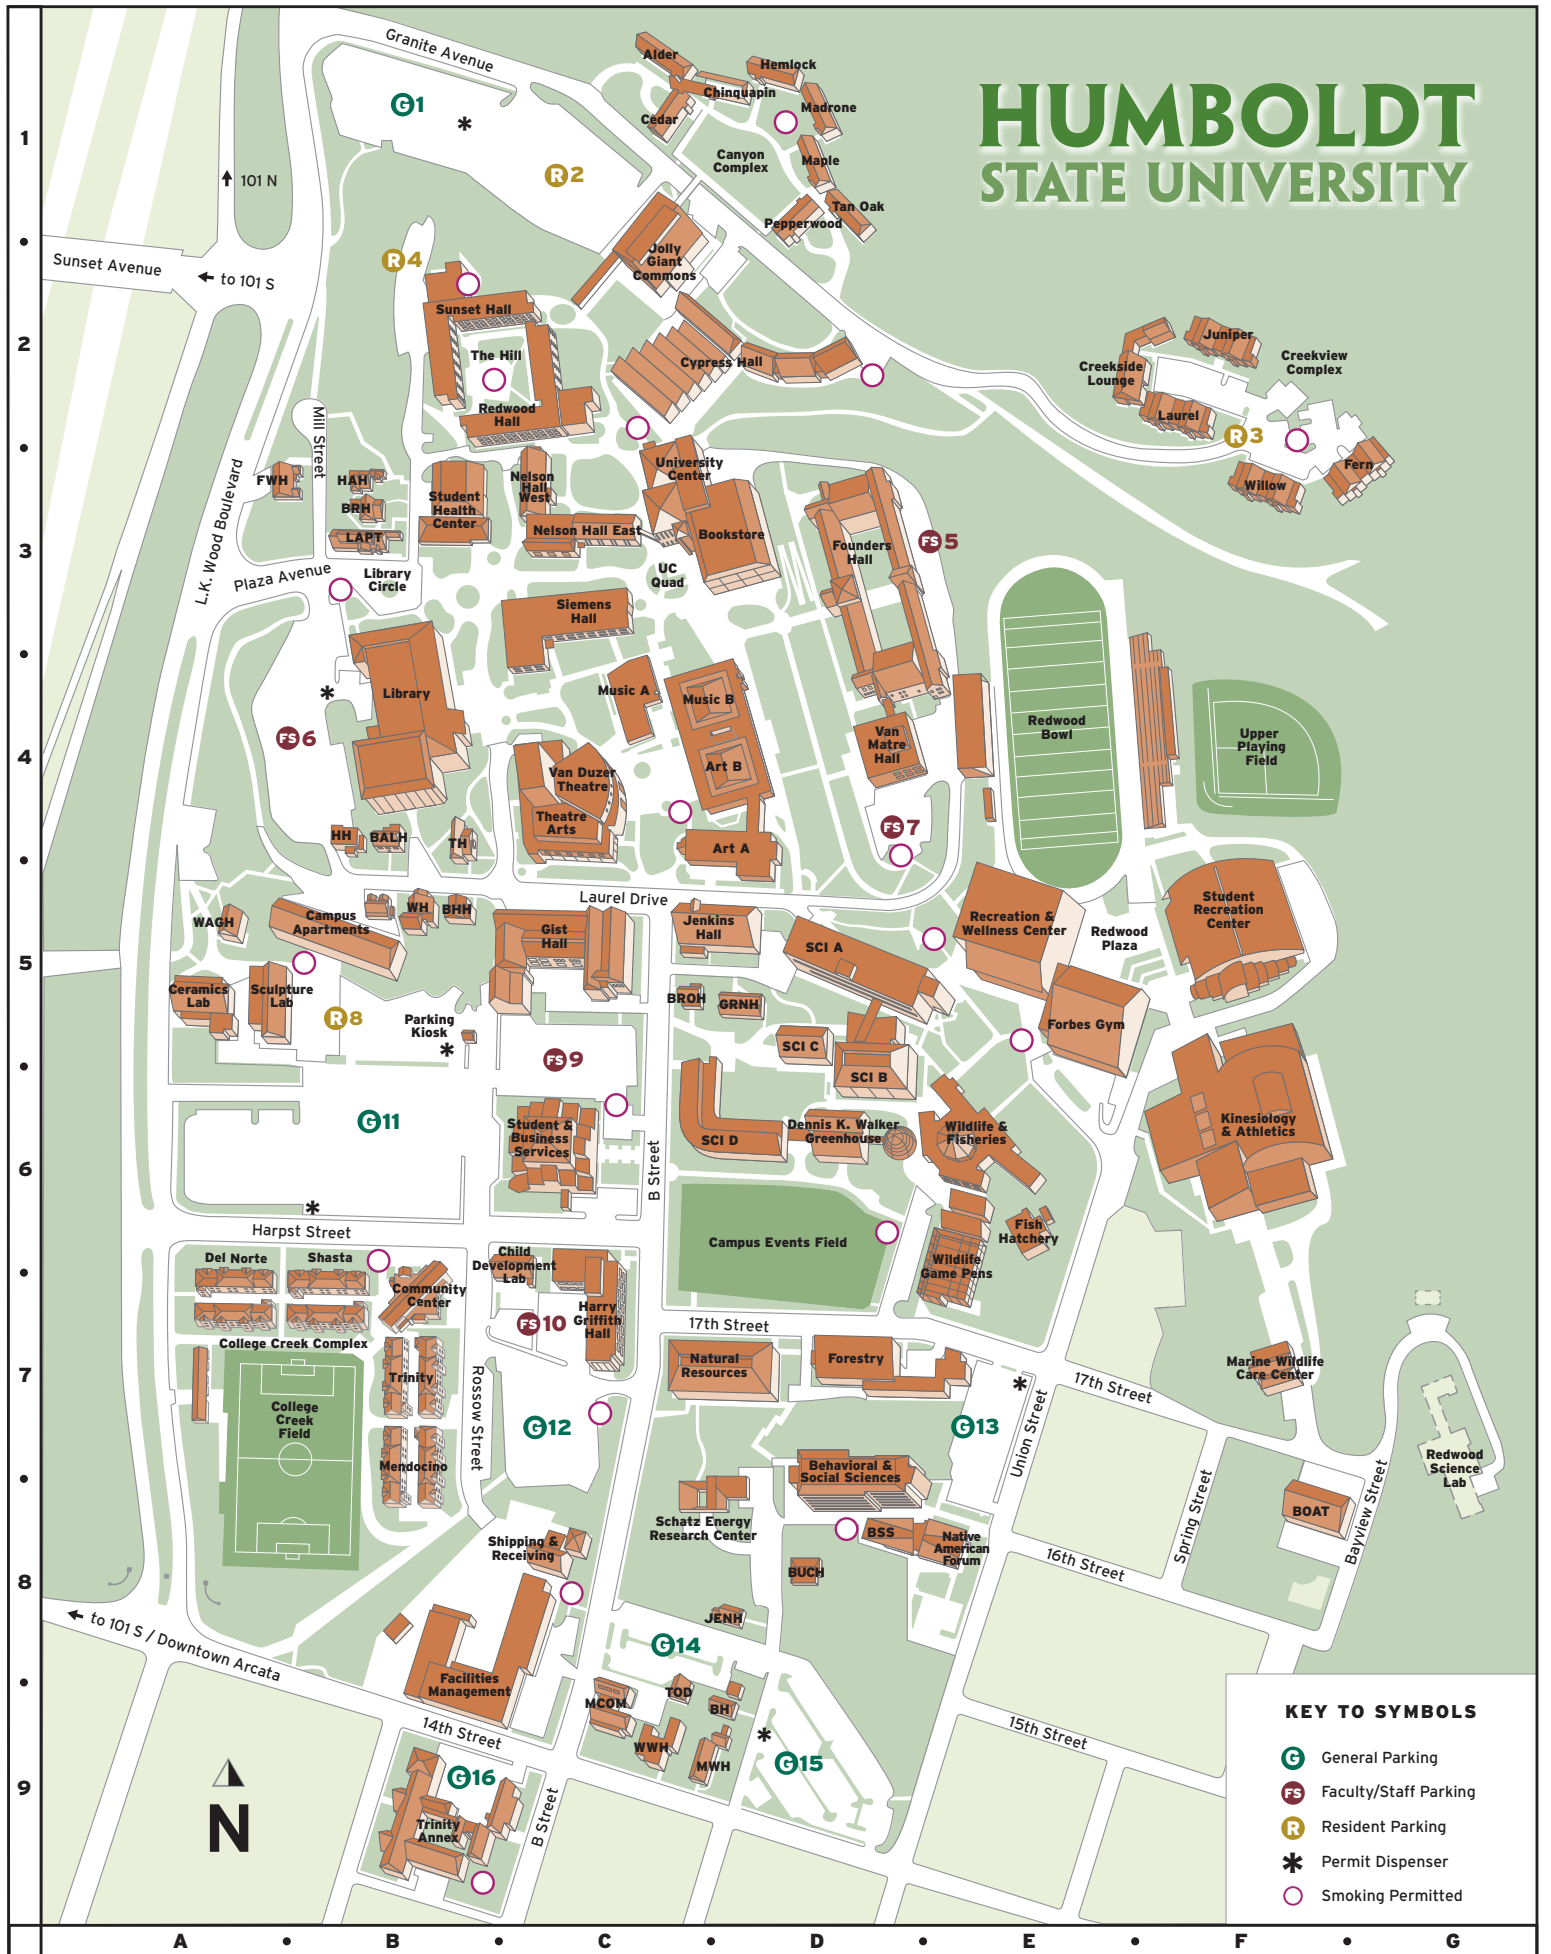 HUMBOLDT
STATE UNIVERSITY
Granite Avenue
G1
*
R2
Alder
Hemlock
Chinquapin
Madrone
Cedar
Canyon
Complex
Maple
Tan Oak
Pepperwood
1
101 N
Sunset Avenue
to 101 S
R4
Jolly
Giant
Commons
Sunset Hall
The Hill
Redwood
Hall
Cypress Hall
2
Juniper
Creekside
Lounge
Creekview
Complex
Laurel
R3
Fern
Willow
Mill Street
L.K. Wood Boulevard
FWH
HAH
BRH
LAPT
Student
Health
Center
Nelson
Hall
West
Nelson Hall East
University
Center
Bookstore
Founders
Hall
FS5
3
Plaza Avenue
Library
Circle
UC
Quad
Siemens
Hall
Library
*
FS6
Music A
Music B
Art B
Van
Matre
Hall
Redwood
Bowl
Upper
Playing
Field
4
Van Duzer
Theatre
Theatre
Arts
HH
BALH
TH
Art A
FS7
Laurel Drive
WAGH
Campus
Apartments
WH
BHH
Gist
Hall
Jenkins
Hall
SCI A
Recreation &
Wellness Center
Redwood
Plaza
Student
Recreation
Center
5
Ceramics
Lab
Sculpture
Lab
R8
Parking
Kiosk
*
BROH
GRNH
SCI C
SCI B
Forbes Gym
FS9
G11
Student &
Business
Services
SCI D
Dennis K. Walker
Greenhouse
Wildlife &
Fisheries
Kinesiology
& Athletics
6
B Street
*
Harpst Street
Campus Events Field
Fish
Hatchery
Wildlife
Game Pens
Del Norte
Shasta
Community
Center
Child
Development
Lab
Harry
Griffith
Hall
FS10
College Creek Complex
17th Street
Natural
Resources
Forestry
*
17th Street
Marine Wildlife
Care Center
7
Trinity
Rossow Street
College
Creek
Field
G12
G13
Union Street
Mendocino
Behavioral &
Social Sciences
Redwood
Science
Lab
Spring Street
BOAT
Bayview Street
Schatz Energy
Research Center
BSS
Native
American
Forum
Shipping &
Receiving
16th Street
8
BUCH
JENH
to 101 S / Downtown Arcata
G14
Facilities
Management
MCOM
TOD
BH
WWH
MWH
*
G15
15th Street
14th Street
G16
9
N
Trinity
Annex
B Street
KEY TO SYMBOLS
G General Parking
FS Faculty/Staff Parking
R Resident Parking
* Permit Dispenser
Smoking Permitted
A • B • C • D • E • F • G